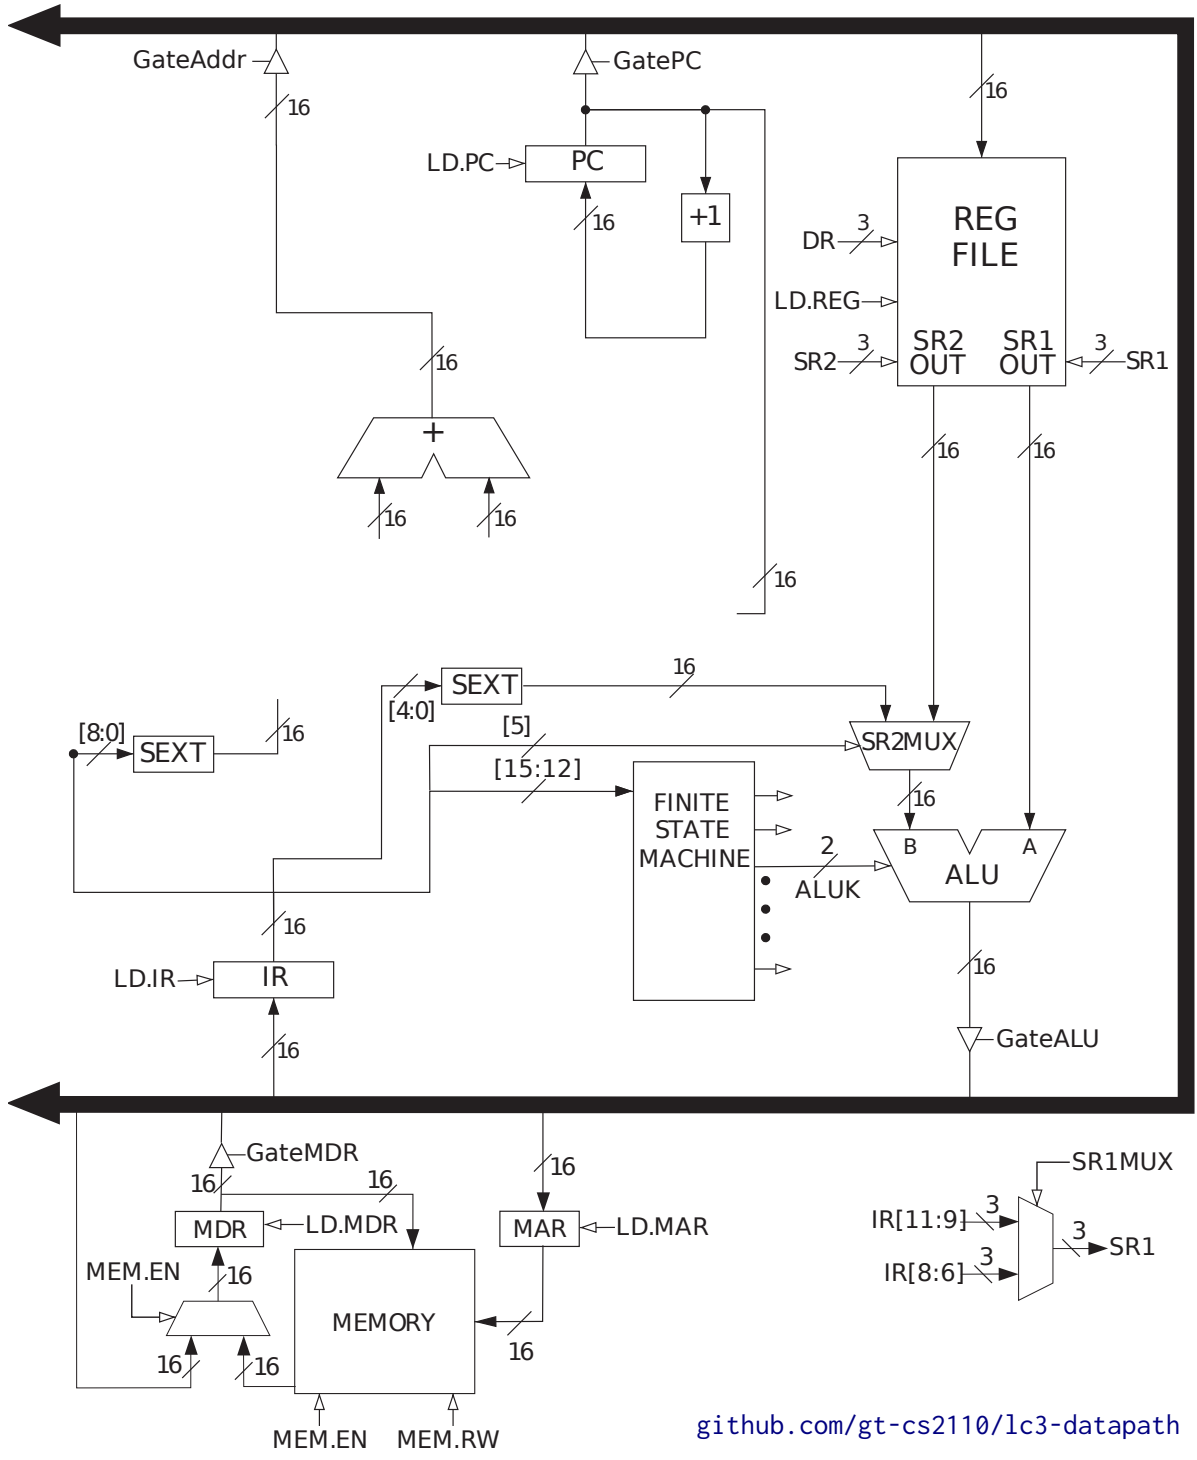 GateAddr
GatePC
16
16
LD.PC
PC
16
+1
REG
FILE
DR
3
LD.REG
SR2
3
SR2
OUT
SR1
OUT
3
SR1
16
+
16
16
16
16
16
[4:0]
SEXT
16
[8:0]
SEXT
16
[5]
[15:12]
SR2MUX
16
FINITE
STATE
MACHINE
2
ALUK
B
A
ALU
16
LD.IR
IR
16
16
GateALU
GateMDR
16
16
MDR
LD.MDR
16
MAR
LD.MAR
MEM.EN
16
16
16
MEMORY
16
MEM.EN
MEM.RW
SR1MUX
IR[11:9]
3
IR[8:6]
3
3
SR1
16
github.com/gt-cs2110/lc3-datapath